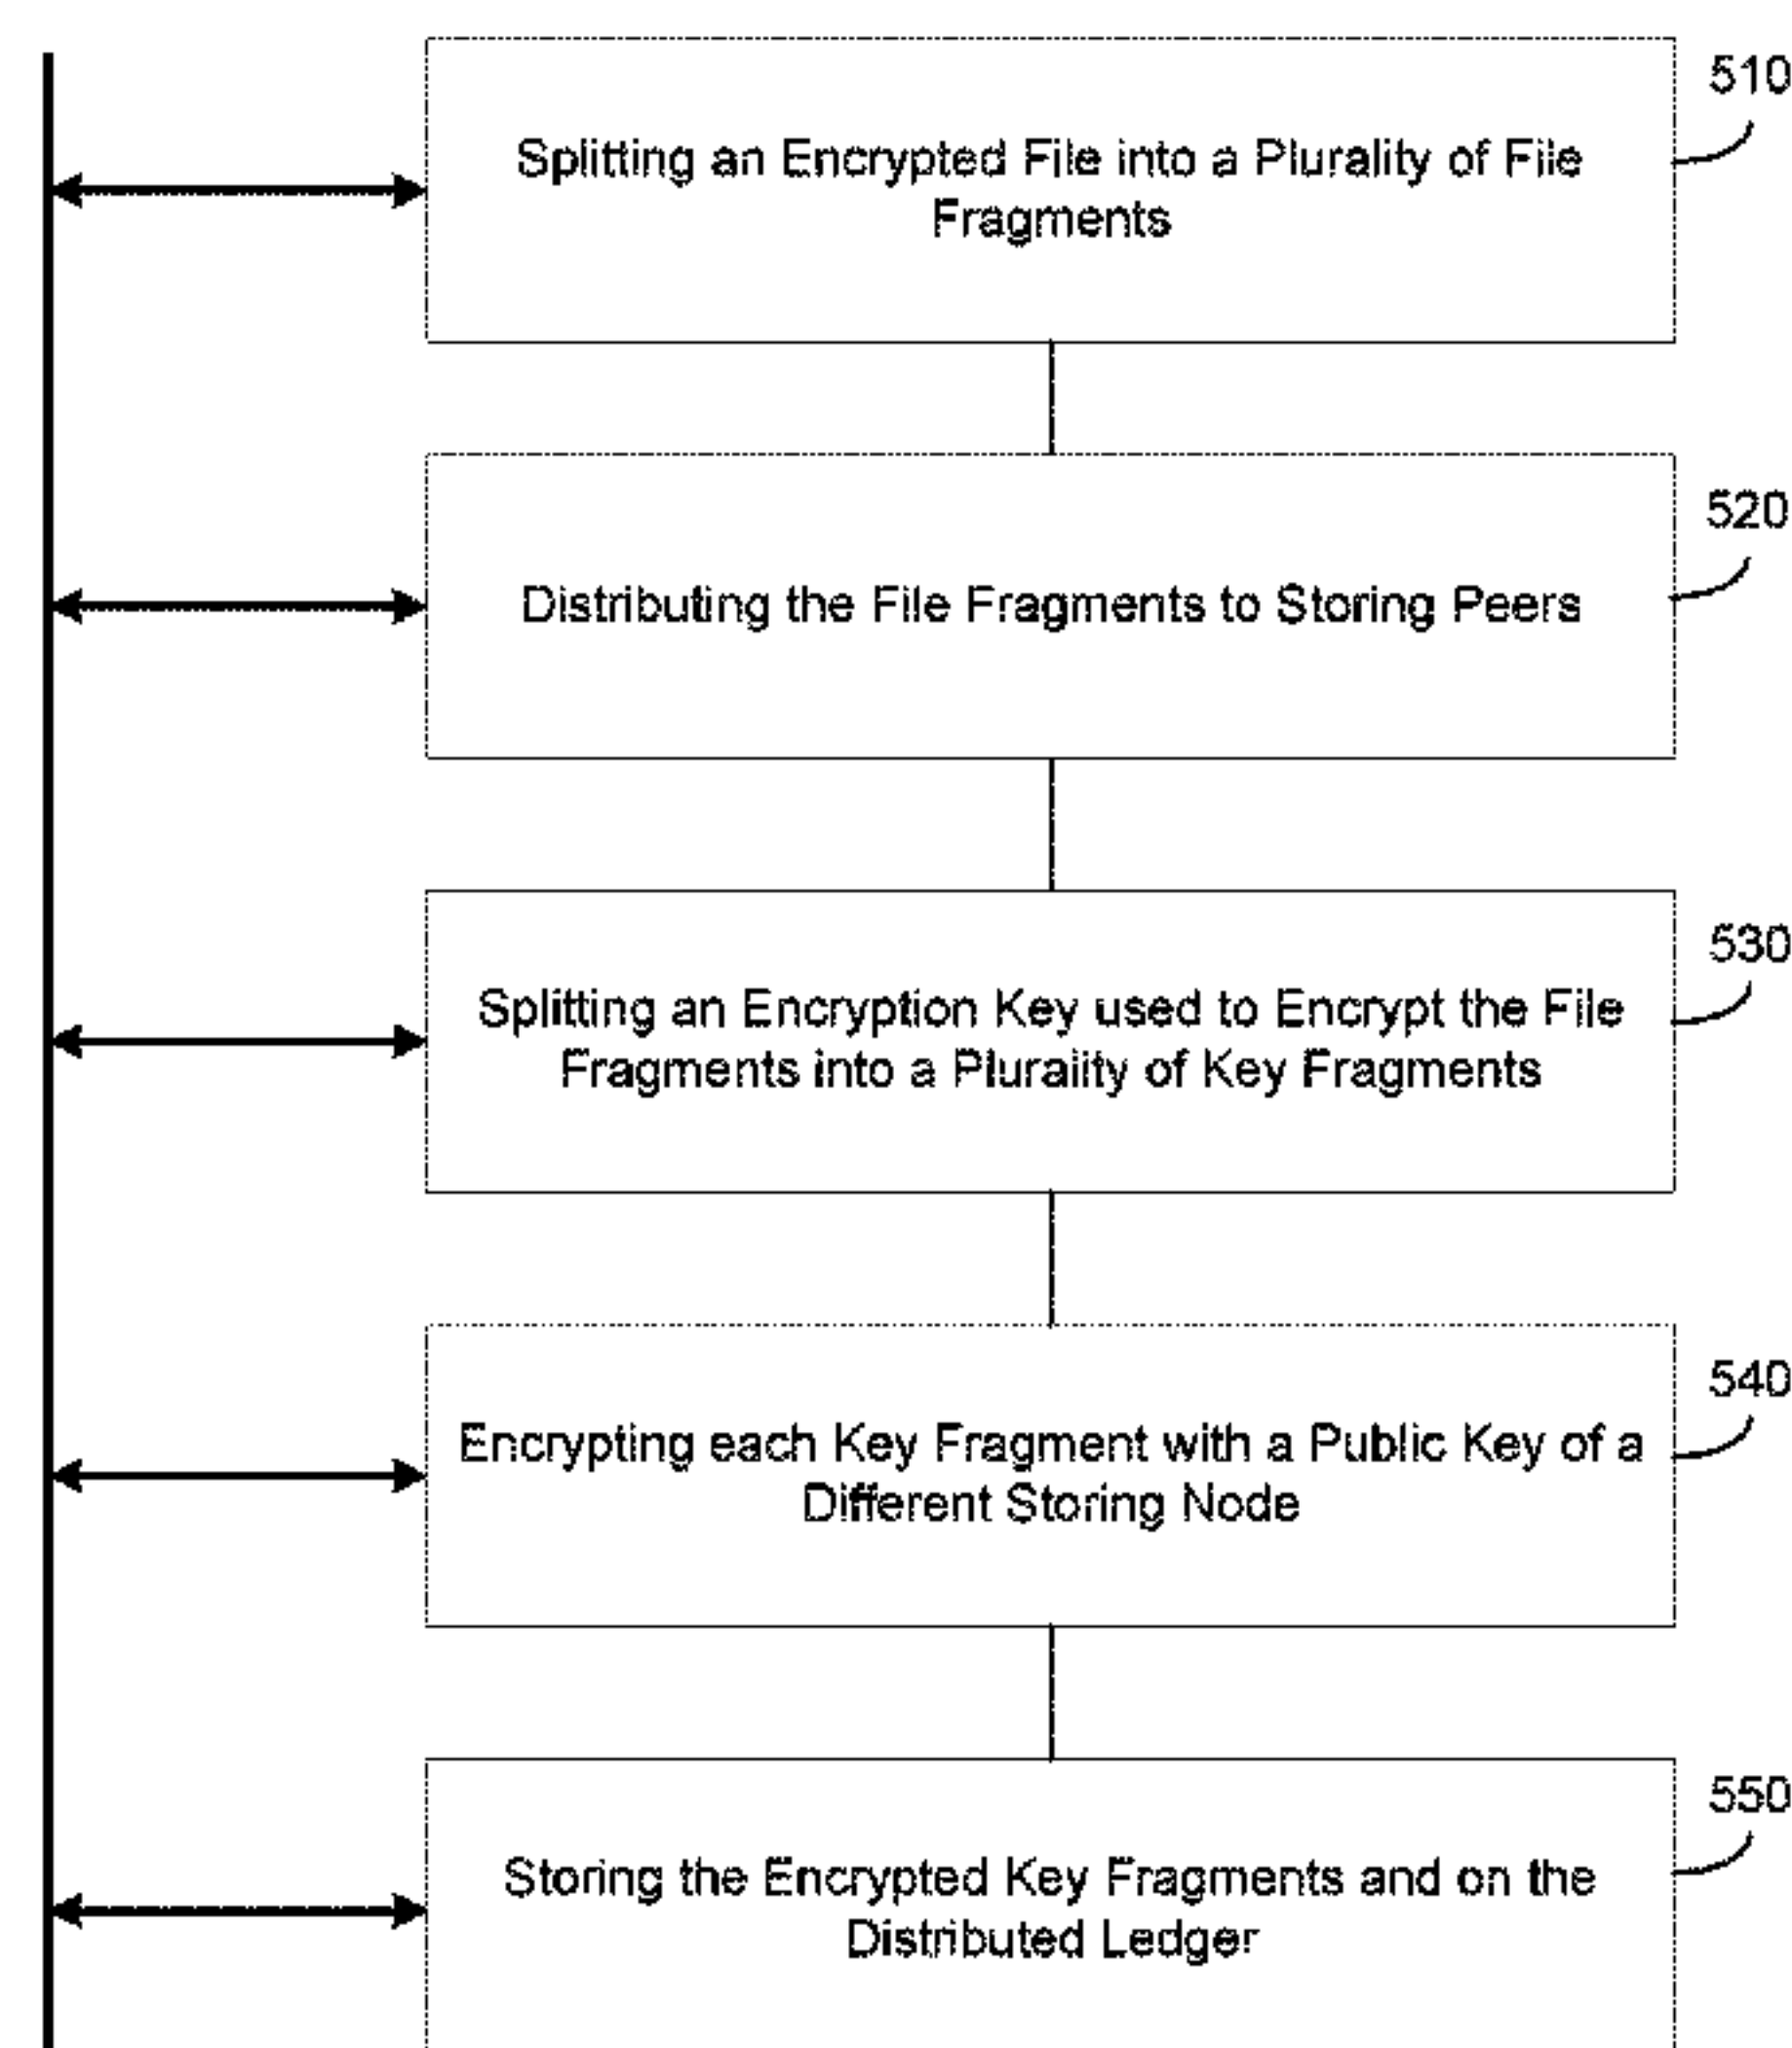 510
Splitting an Encrypted File into a Plurality of File
Fragments
520
Distributing the File Fragments to Storing Peers
530
Splitting an Encryption Key used to Encrypt the File
Fragments into a Plurality of Key Fragments
540
Encrypting each Key Fragment with a Public Key of a
Different Storing Node
550
Storing the Encrypted Key Fragments and on the
Distributed Ledger